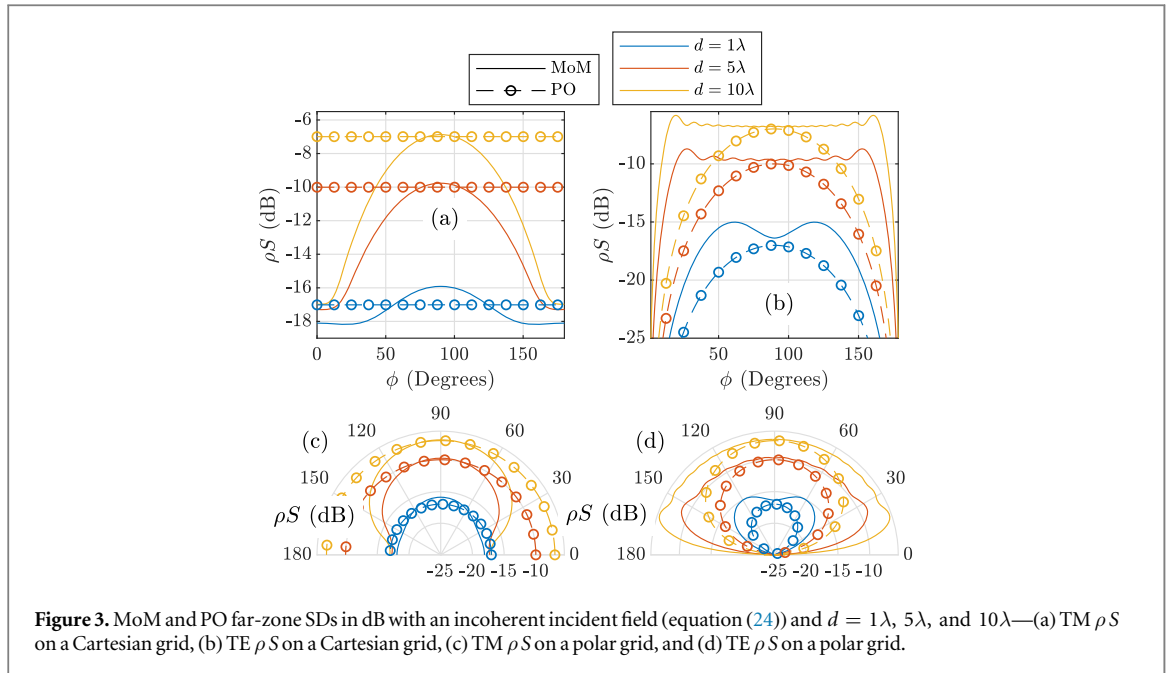 MoM
PO
d = 1λ
d = 5λ
d = 10λ
-6
-8
-10
-12
-14
-16
-18
ρS (dB)
(a)
0
50
100
150
ϕ (Degrees)
-10
-15
-20
-25
ρS (dB)
(b)
50
100
150
ϕ (Degrees)
(c)
90
120
60
150
30
ρS (dB)
180
0
-25 -20 -15 -10
(d)
90
120
60
150
30
ρS (dB)
180
0
-25 -20 -15 -10
Figure 3. MoM and PO far-zone SDs in dB with an incoherent incident field (equation (24)) and d = 1λ, 5λ, and 10λ—(a) TM ρS
on a Cartesian grid, (b) TE ρS on a Cartesian grid, (c) TM ρS on a polar grid, and (d) TE ρS on a polar grid.